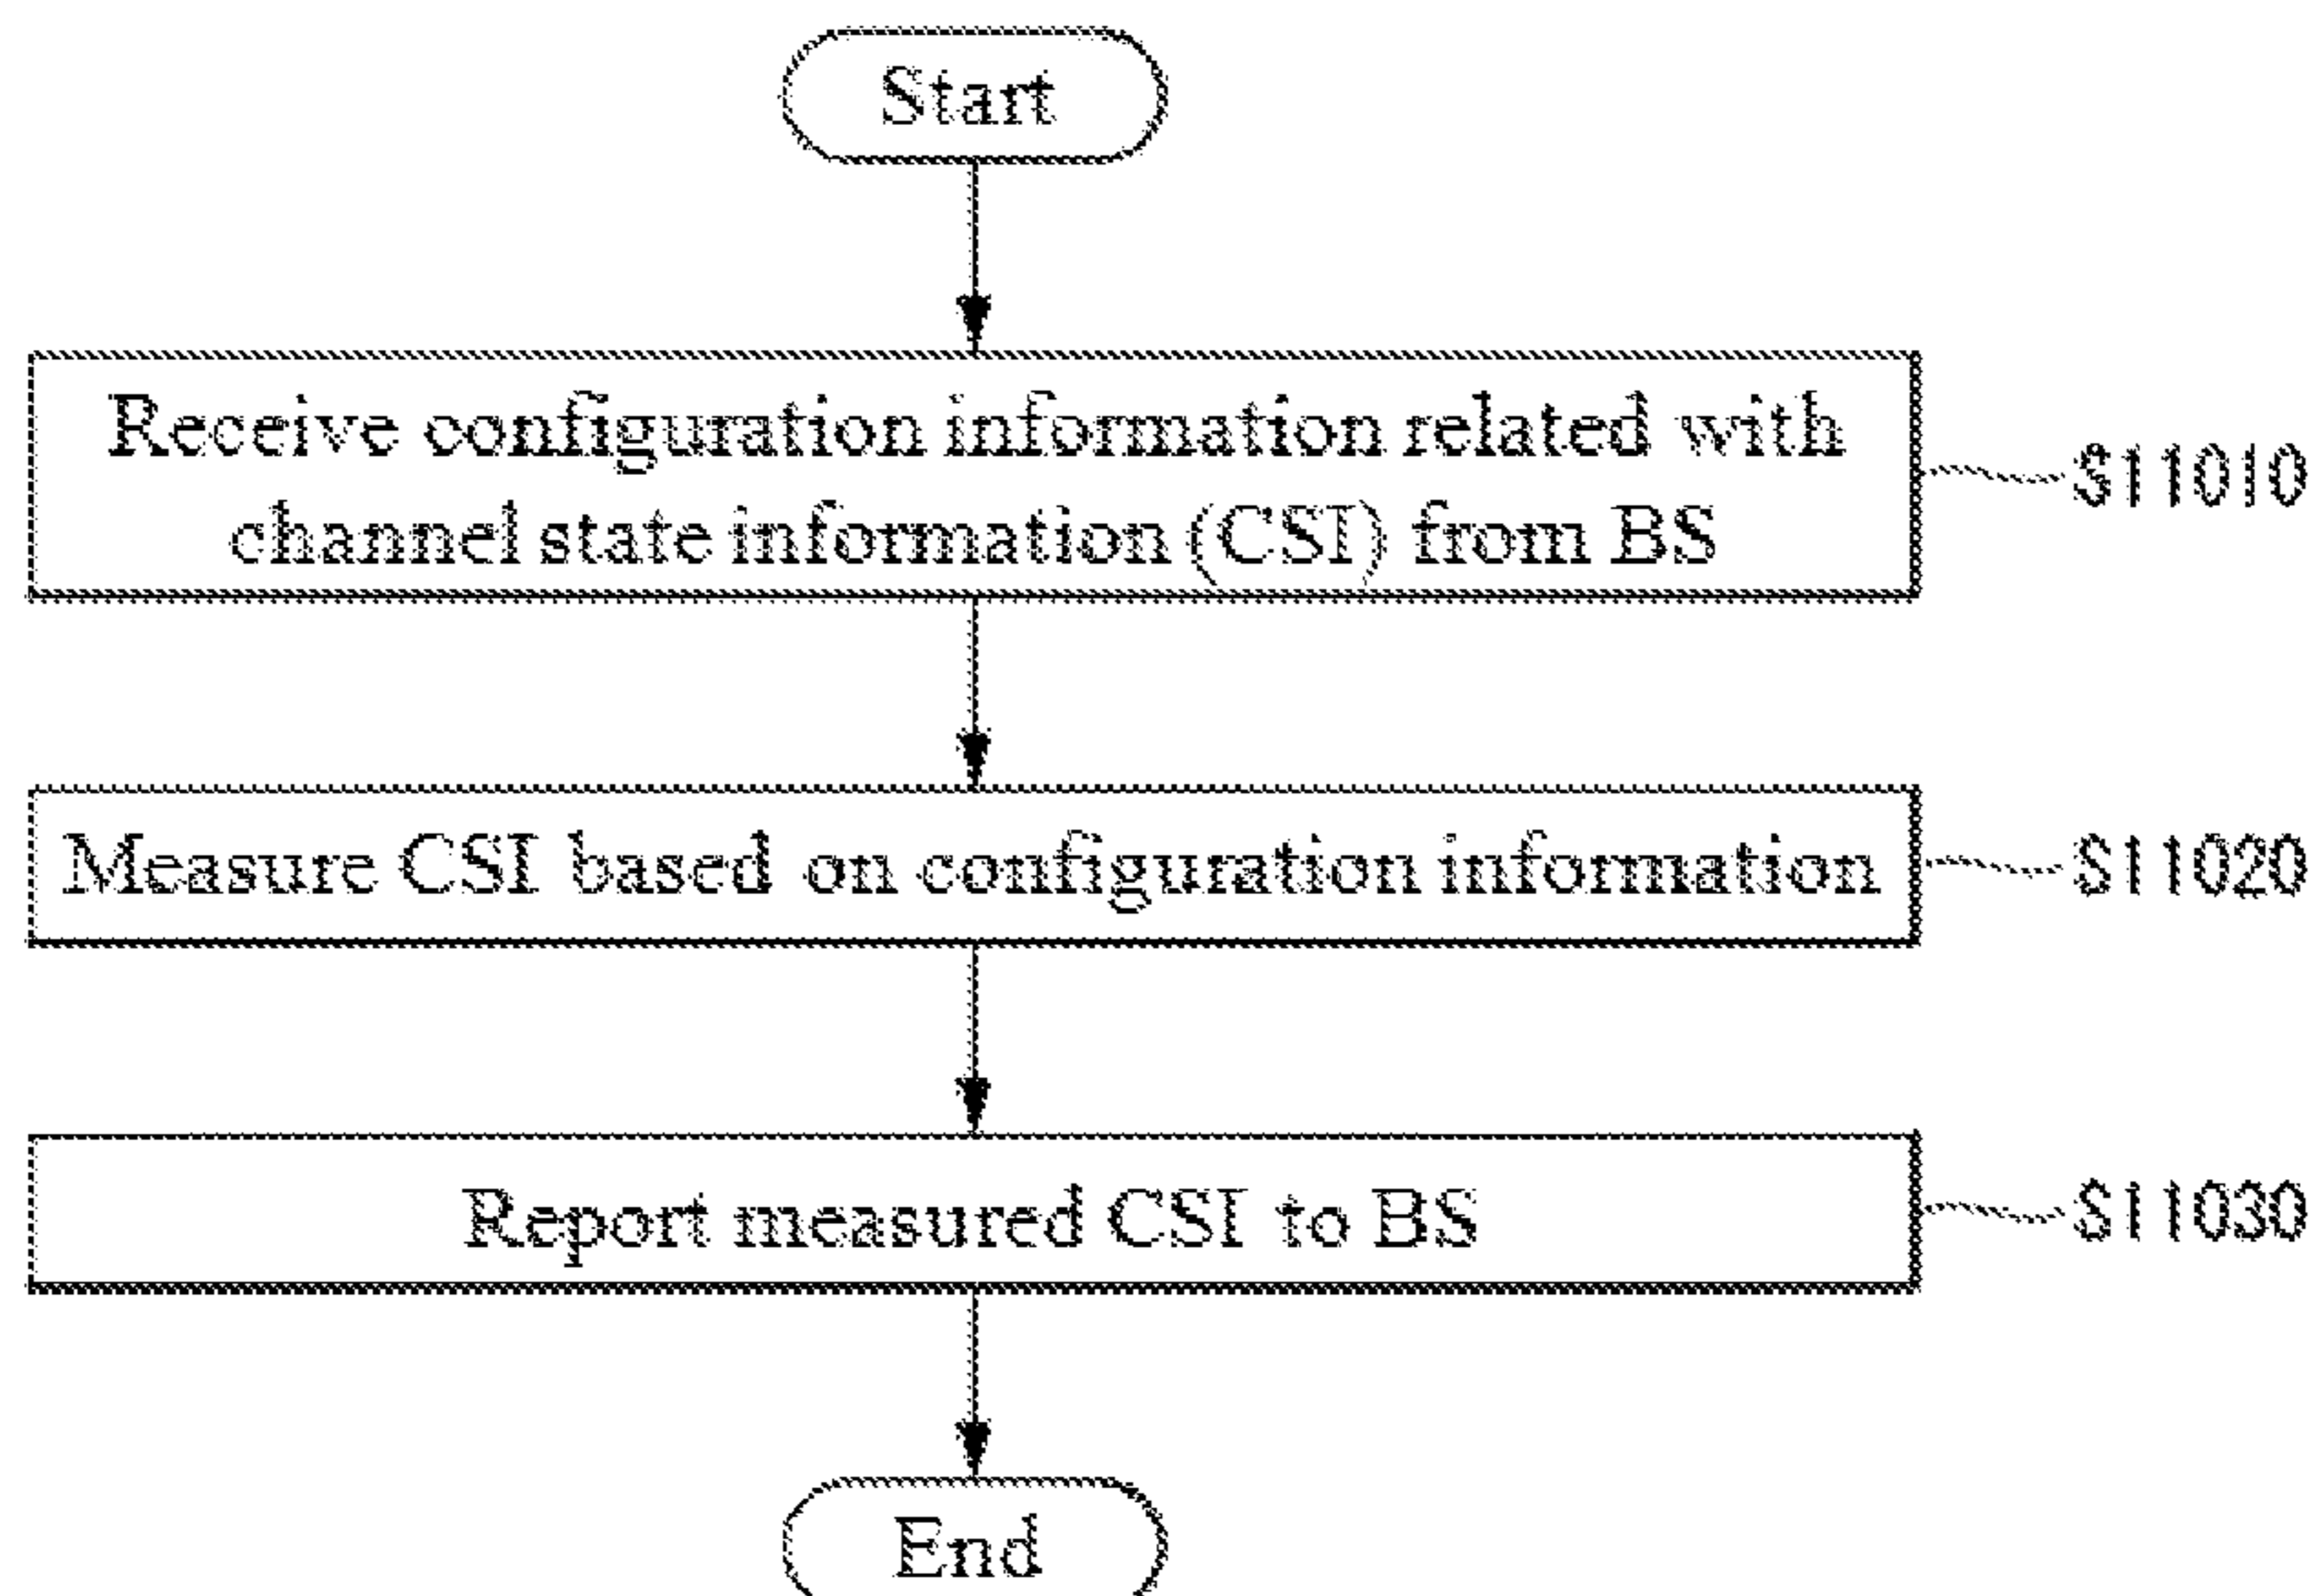 Start
Receive configuration information related with
channel state information (CSI) from BS
S11010
Measure CSI based on configuration information
S11020
Report measured CSI to BS
S11030
End